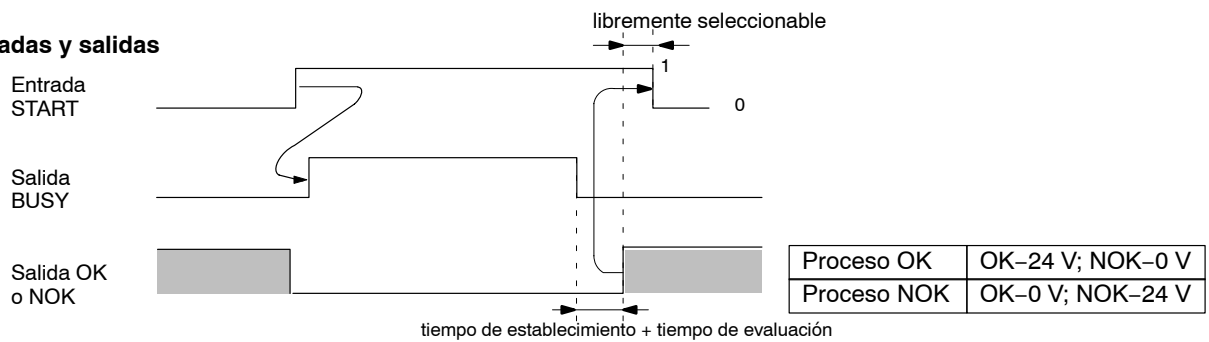 libremente seleccionable
adas y salidas
Entrada
START
1
0
Salida
BUSY
Salida OK
o NOK
Proceso OK OK–24 V; NOK–0 V
Proceso NOK OK–0 V; NOK–24 V
tiempo de establecimiento + tiempo de evaluación